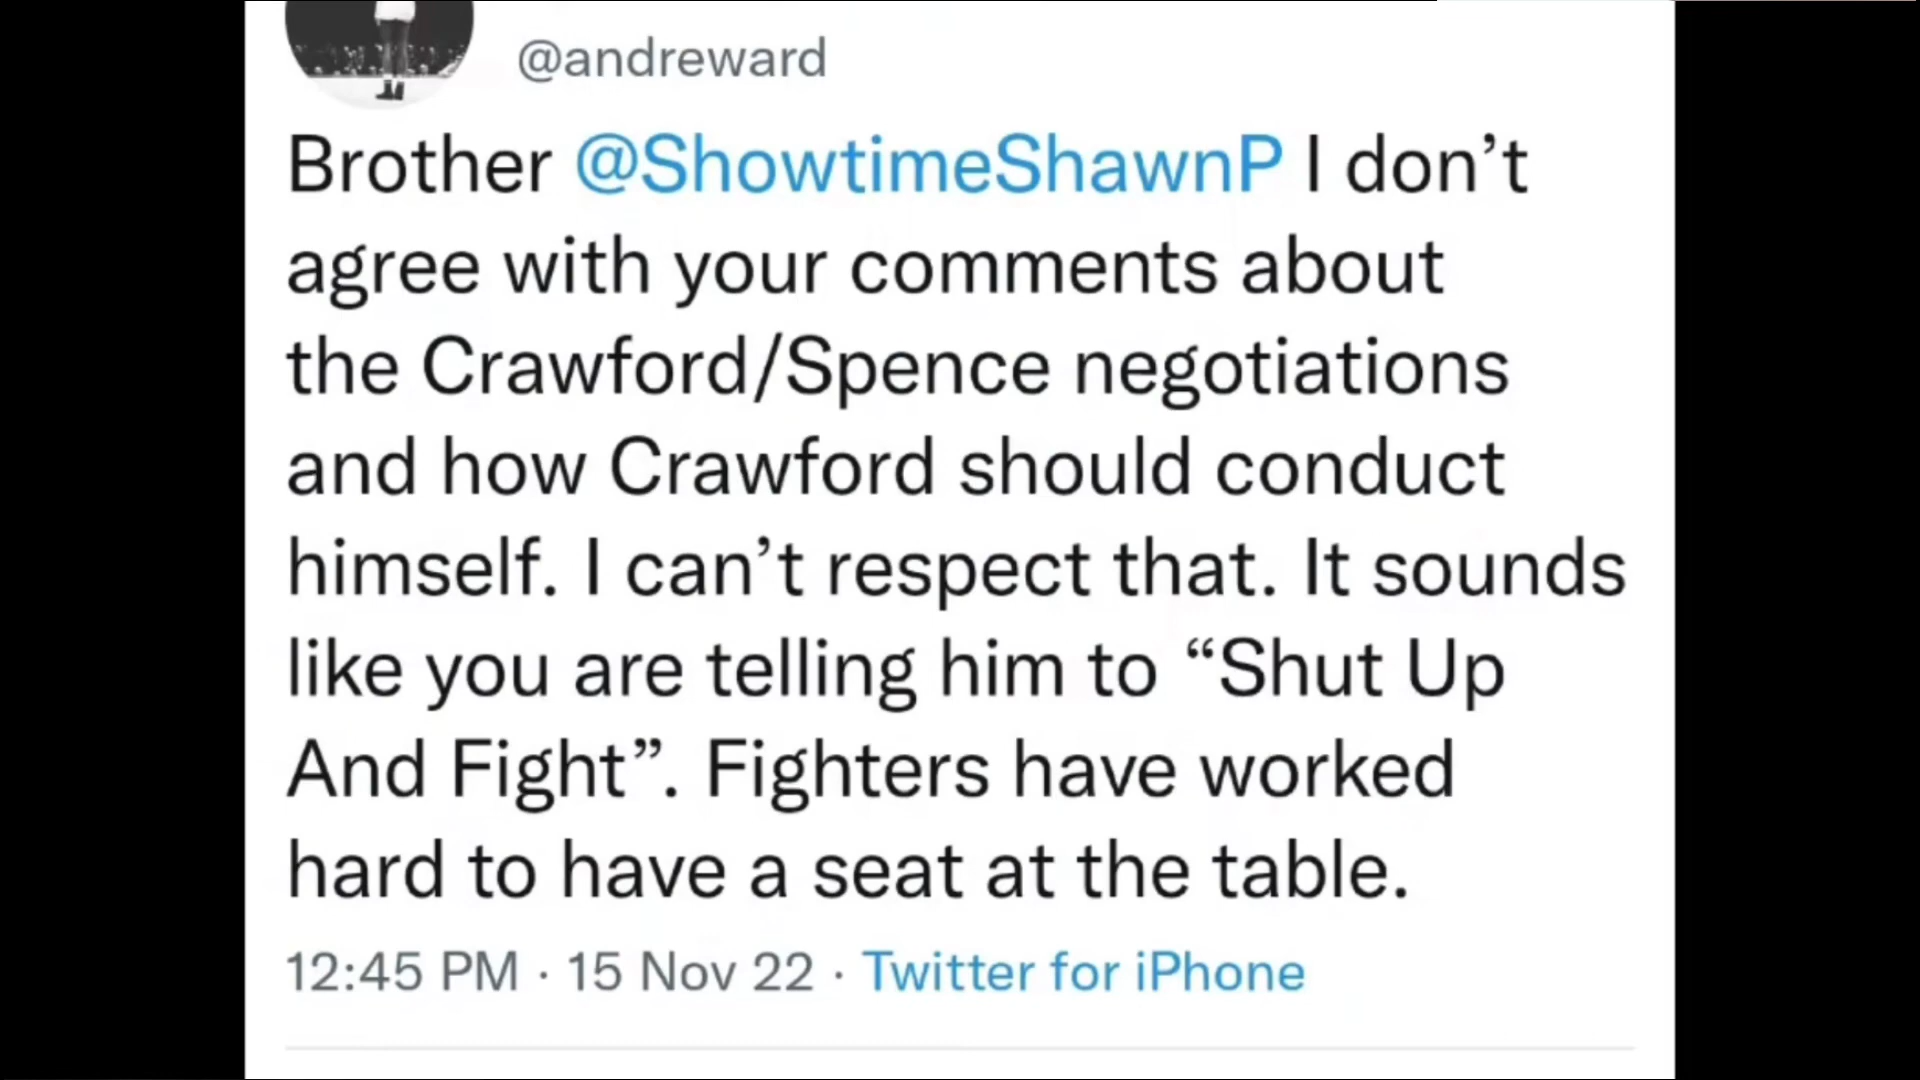 @andreward
Brother @ShowtimeShawnP I don’t
agree with your comments about
the Crawford/Spence negotiations
and how Crawford should conduct
himself. I can’t respect that. It sounds
like you are telling him to “Shut Up
And Fight”. Fighters have worked
hard to have a seat at the table.
12:45 PM · 15 Nov 22 · Twitter for iPhone